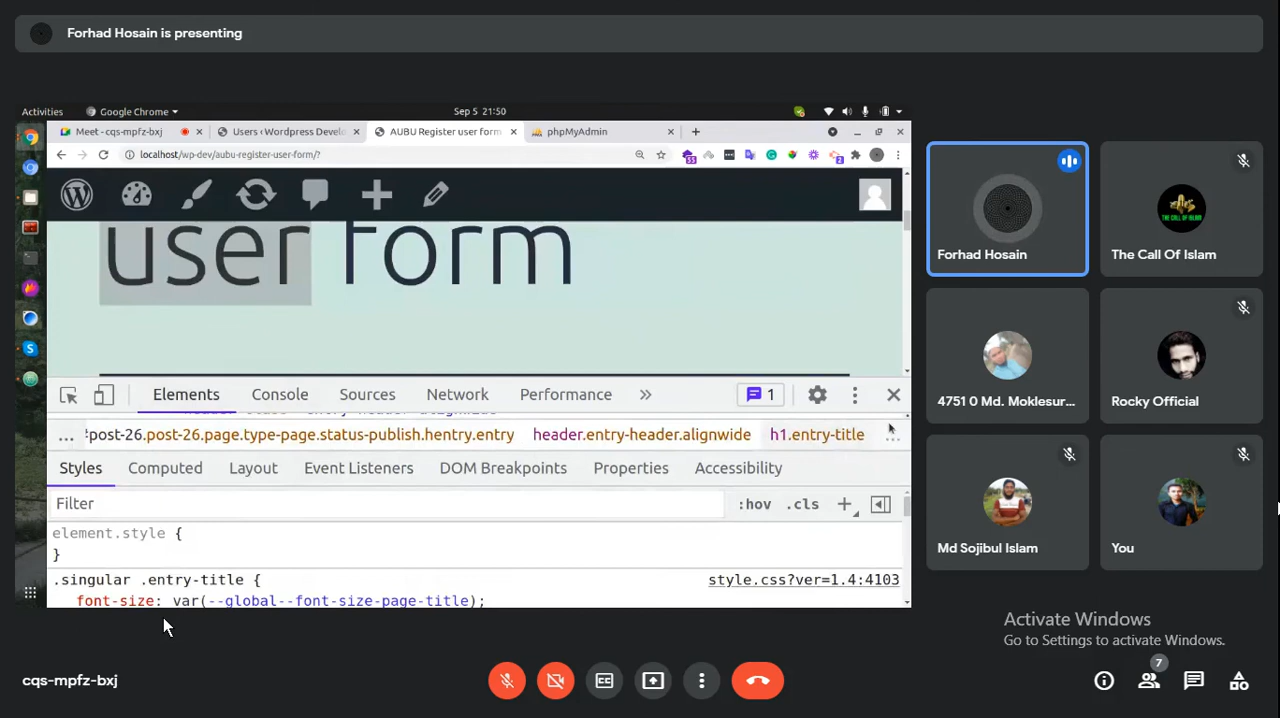 Forhad Hosain is presenting
Activities Google Chrome Sep 5 21:50
Meet - cqs-mpfz-bxj Users ‹ Wordpress Devel AUBU Register user form phpMyAdmin
localhost/wp-dev/aubu-register-user-form/?
user form
Elements Console Sources Network Performance » 1
header class="entry-header alignwide"
... #post-26.post-26.page.type-page.status-publish.hentry.entry header.entry-header.alignwide h1.entry-title ...
Styles Computed Layout Event Listeners DOM Breakpoints Properties Accessibility
Filter :hov .cls +
element.style {
}
.singular .entry-title { style.css?ver=1.4:4103
font-size: var(--global--font-size-page-title);
Forhad Hosain
THE CALL OF ISLAM
The Call Of Islam
4751 0 Md. Moklesur...
Rocky Official
Md Sojibul Islam
You
Activate Windows
Go to Settings to activate Windows.
cqs-mpfz-bxj
7